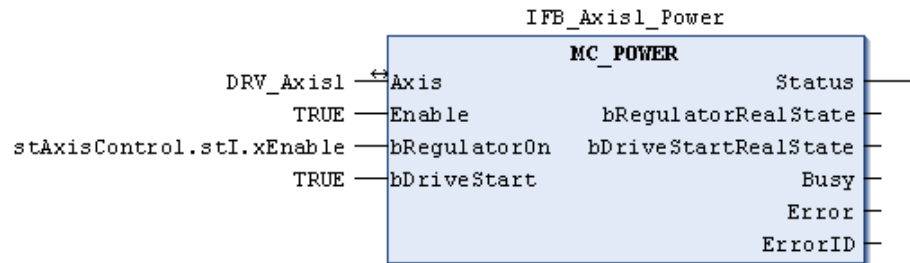 IFB_Axis1_Power
MC_POWER
DRV_Axis1 Axis Status
TRUE Enable bRegulatorRealState
stAxisControl.stI.xEnable bRegulatorOn bDriveStartRealState
TRUE bDriveStart Busy
Error
ErrorID